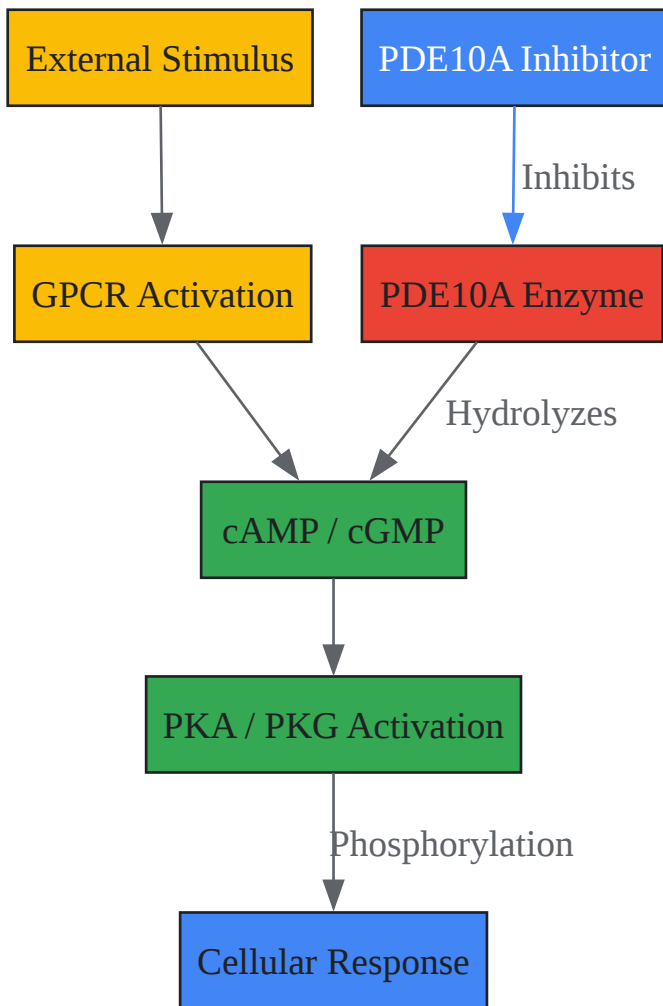 External Stimulus
PDE10A Inhibitor
Inhibits
GPCR Activation
PDE10A Enzyme
Hydrolyzes
cAMP / cGMP
PKA / PKG Activation
Phosphorylation
Cellular Response